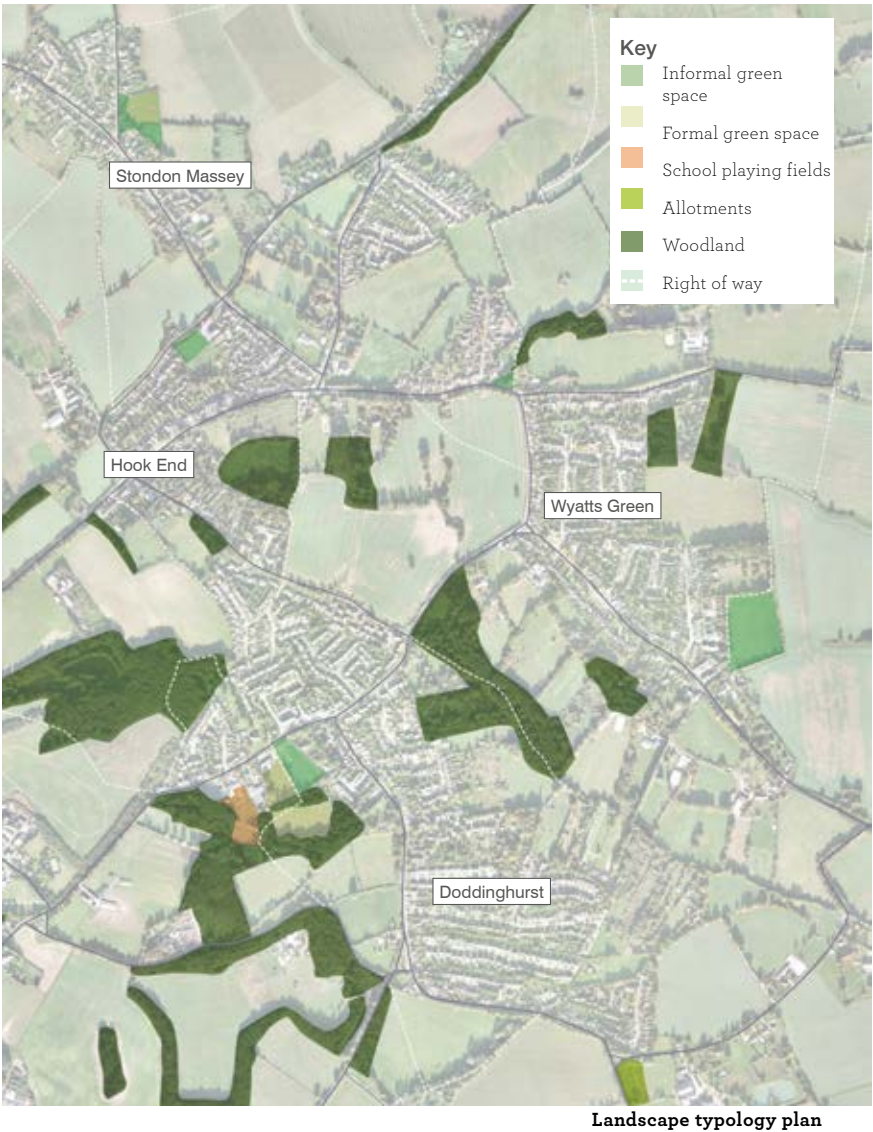 Key
Informal green
space
Formal green space
School playing fields
Allotments
Woodland
Right of way
Stondon Massey
Hook End
Wyatts Green
Doddinghurst
Landscape typology plan